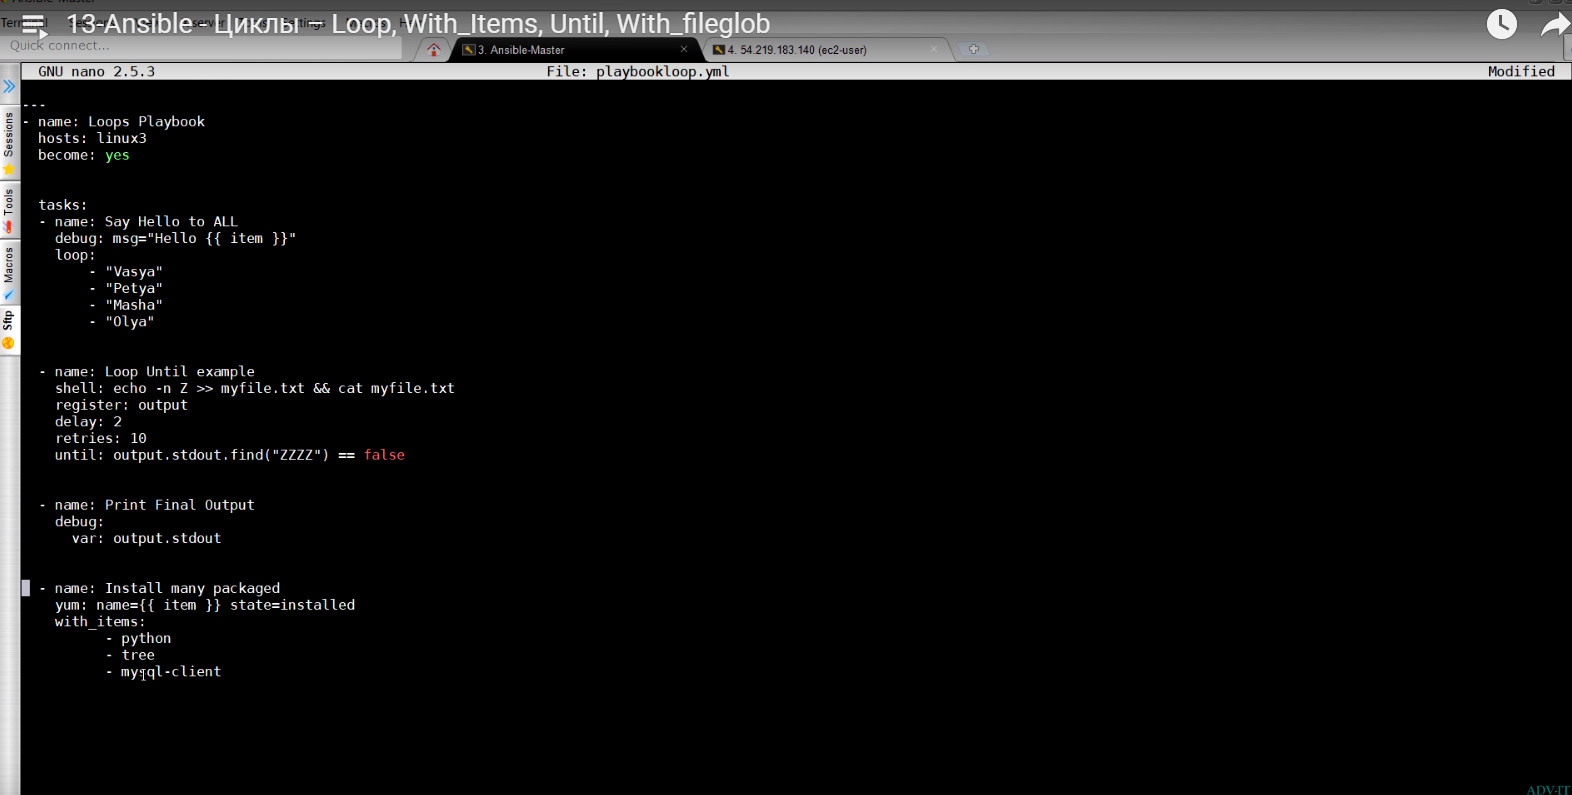 13-Ansible - Циклы - Loop, With_Items, Until, With_fileglob
Quick connect...
3. Ansible-Master
4. 54.219.183.140 (ec2-user)
GNU nano 2.5.3 File: playbookloop.yml Modified
Sessions
Tools
Macros
Sftp
---
- name: Loops Playbook
hosts: linux3
become: yes
tasks:
- name: Say Hello to ALL
debug: msg="Hello {{ item }}"
loop:
- "Vasya"
- "Petya"
- "Masha"
- "Olya"
- name: Loop Until example
shell: echo -n Z >> myfile.txt && cat myfile.txt
register: output
delay: 2
retries: 10
until: output.stdout.find("ZZZZ") == false
- name: Print Final Output
debug:
var: output.stdout
- name: Install many packaged
yum: name={{ item }} state=installed
with_items:
- python
- tree
- mysql-client
ADV-IT